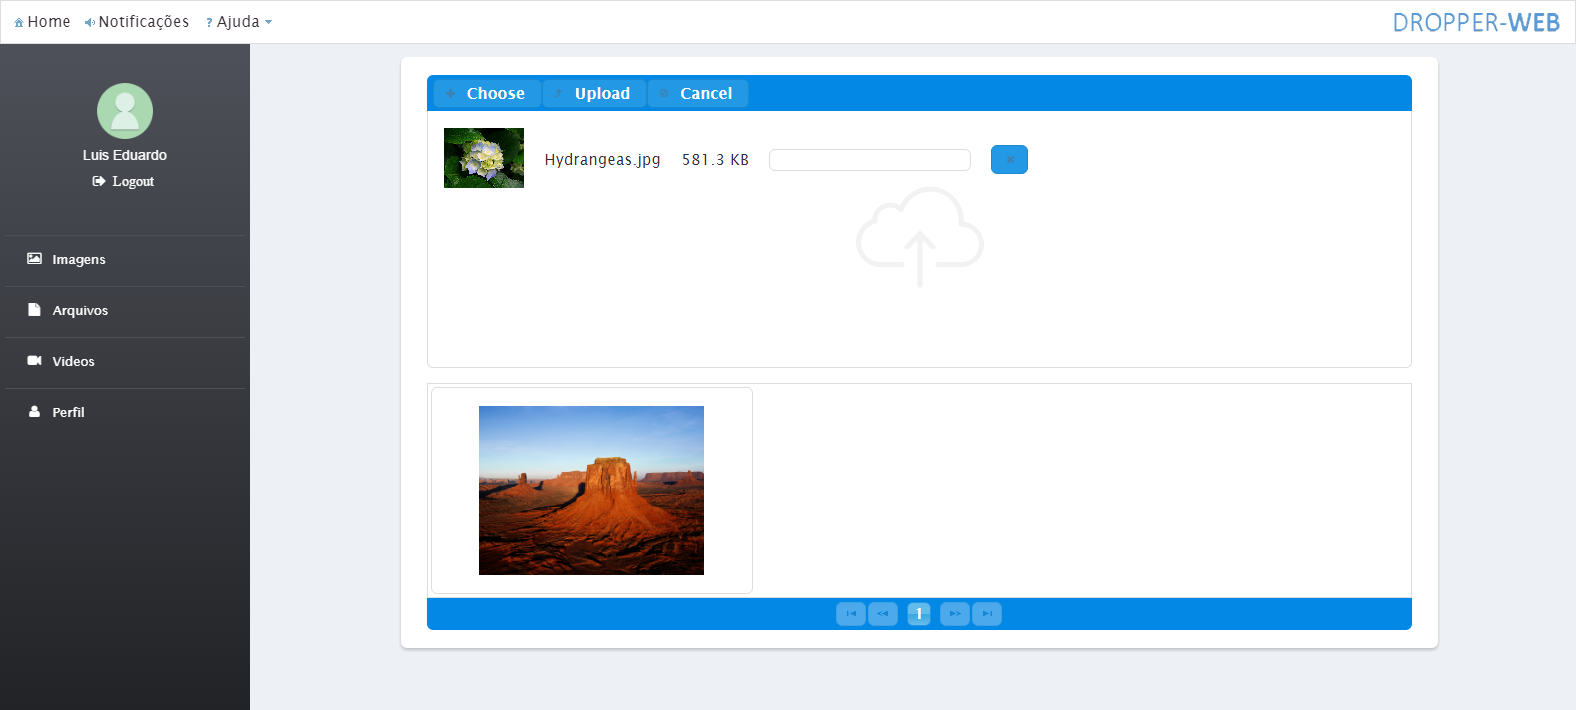 Home Notificações ? Ajuda DROPPER-WEB
Luis Eduardo
Logout
Imagens
Arquivos
Videos
Perfil
Choose Upload Cancel
Hydrangeas.jpg 581.3 KB
1